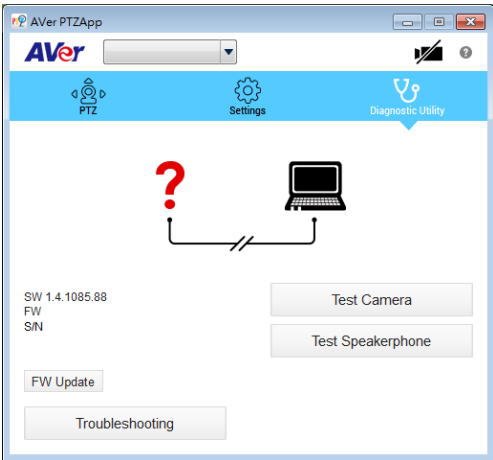 AVer PTZApp
AVer
?
PTZ
Settings
Diagnostic Utility
?
SW 1.4.1085.88
FW
S/N
Test Camera
Test Speakerphone
FW Update
Troubleshooting